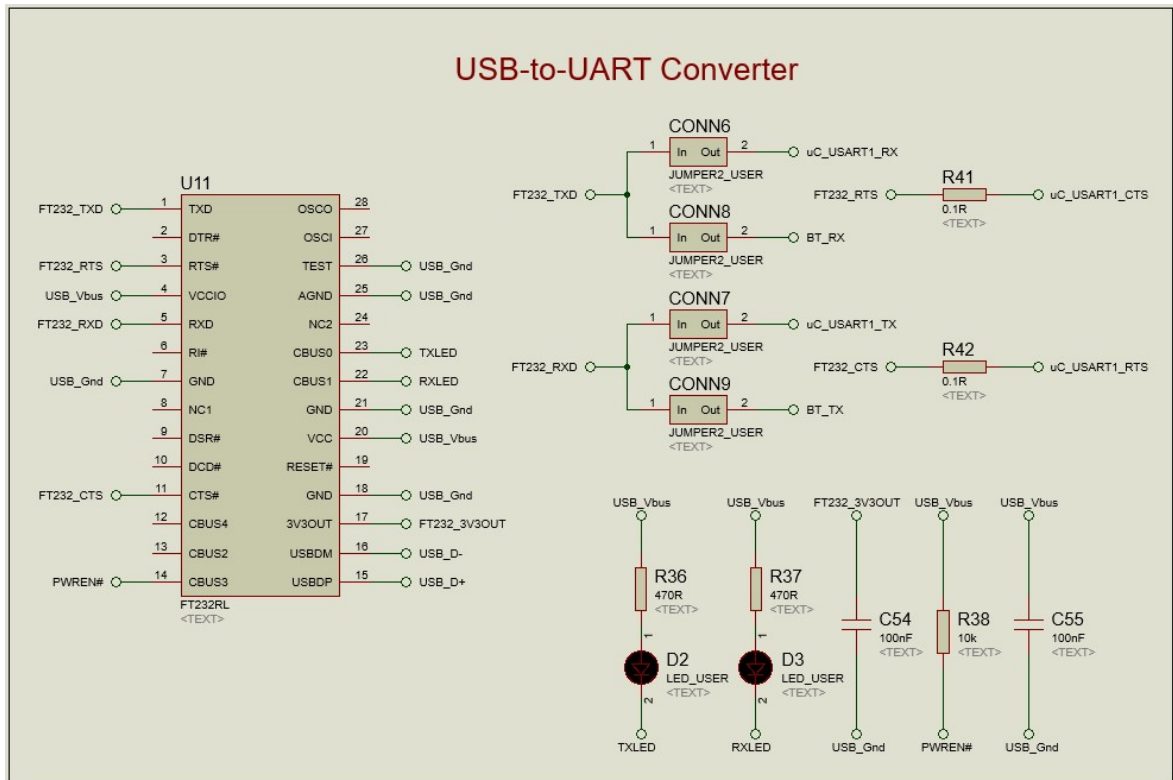 USB-to-UART Converter
U11
FT232_TXD 1 TXD OSCO 28
2 DTR# OSCI 27
FT232_RTS 3 RTS# TEST 26 USB_Gnd
USB_Vbus 4 VCCIO AGND 25 USB_Gnd
FT232_RXD 5 RXD NC2 24
6 RI# CBUS0 23 TXLED
USB_Gnd 7 GND CBUS1 22 RXLED
8 NC1 GND 21 USB_Gnd
9 DSR# VCC 20 USB_Vbus
10 DCD# RESET# 19
FT232_CTS 11 CTS# GND 18 USB_Gnd
12 CBUS4 3V3OUT 17 FT232_3V3OUT
13 CBUS2 USBDM 16 USB_D-
PWREN# 14 CBUS3 USBDP 15 USB_D+
FT232RL
<TEXT>
CONN6
1 In Out 2 uC_USART1_RX
JUMPER2_USER
<TEXT>
FT232_TXD
CONN8
1 In Out 2 BT_RX
JUMPER2_USER
<TEXT>
R41
FT232_RTS uC_USART1_CTS
0.1R
<TEXT>
CONN7
1 In Out 2 uC_USART1_TX
JUMPER2_USER
<TEXT>
FT232_RXD
CONN9
1 In Out 2 BT_TX
JUMPER2_USER
<TEXT>
R42
FT232_CTS uC_USART1_RTS
0.1R
<TEXT>
USB_Vbus
R36
470R
<TEXT>
1
D2
LED_USER
<TEXT>
2
TXLED
USB_Vbus
R37
470R
<TEXT>
1
D3
LED_USER
<TEXT>
2
RXLED
FT232_3V3OUT
C54
100nF
<TEXT>
USB_Gnd
USB_Vbus
R38
10k
<TEXT>
PWREN#
USB_Vbus
C55
100nF
<TEXT>
USB_Gnd